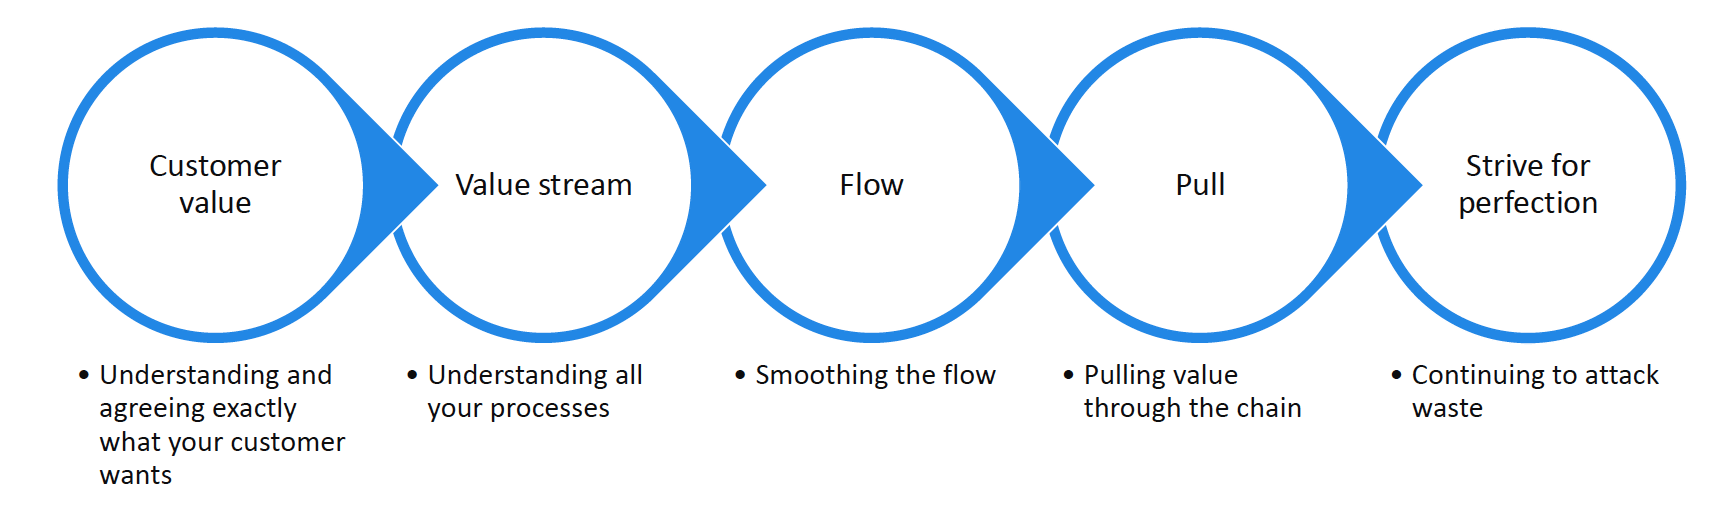 Customer
value
Value stream
Flow
Pull
Strive for
perfection
• Understanding and
agreeing exactly
what your customer
wants
• Understanding all
your processes
• Smoothing the flow
• Pulling value
through the chain
• Continuing to attack
waste